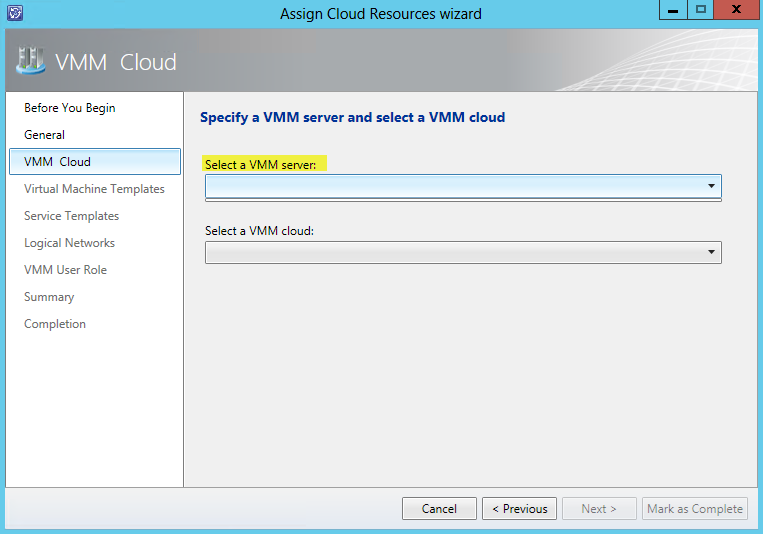 Assign Cloud Resources wizard
VMM Cloud
Before You Begin
General
VMM Cloud
Virtual Machine Templates
Service Templates
Logical Networks
VMM User Role
Summary
Completion
Specify a VMM server and select a VMM cloud
Select a VMM server:
Select a VMM cloud:
Cancel
< Previous
Next >
Mark as Complete